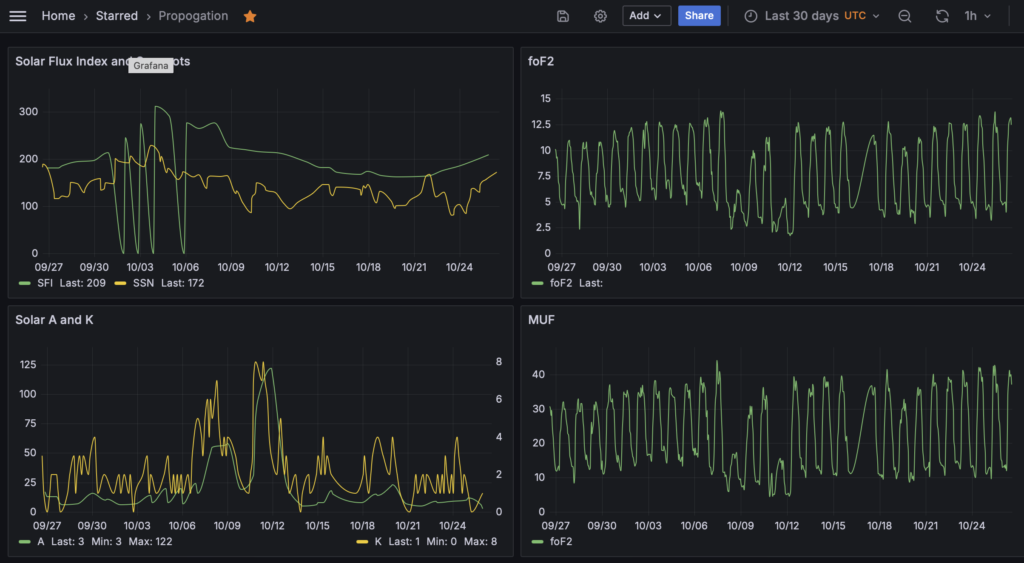 Home > Starred > Propogation
Add
Share
Last 30 days UTC
1h
Solar Flux Index and ots
Grafana
300
200
100
0
09/27 09/30 10/03 10/06 10/09 10/12 10/15 10/18 10/21 10/24
SFI Last: 209 SSN Last: 172
foF2
15
12.5
10
7.5
5
2.5
0
09/27 09/30 10/03 10/06 10/09 10/12 10/15 10/18 10/21 10/24
foF2 Last:
Solar A and K
125
100
75
50
25
0
8
6
4
2
0
09/27 09/30 10/03 10/06 10/09 10/12 10/15 10/18 10/21 10/24
A Last: 3 Min: 3 Max: 122 K Last: 1 Min: 0 Max: 8
MUF
40
30
20
10
0
09/27 09/30 10/03 10/06 10/09 10/12 10/15 10/18 10/21 10/24
foF2